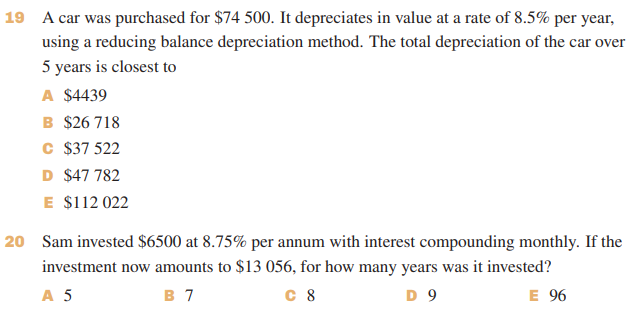 19 A car was purchased for $74 500. It depreciates in value at a rate of 8.5% per year,
using a reducing balance depreciation method. The total depreciation of the car over
5 years is closest to
A $4439
B $26 718
C $37 522
D $47 782
E $112 022
20 Sam invested $6500 at 8.75% per annum with interest compounding monthly. If the
investment now amounts to $13 056, for how many years was it invested?
A 5 B 7 C 8 D 9 E 96